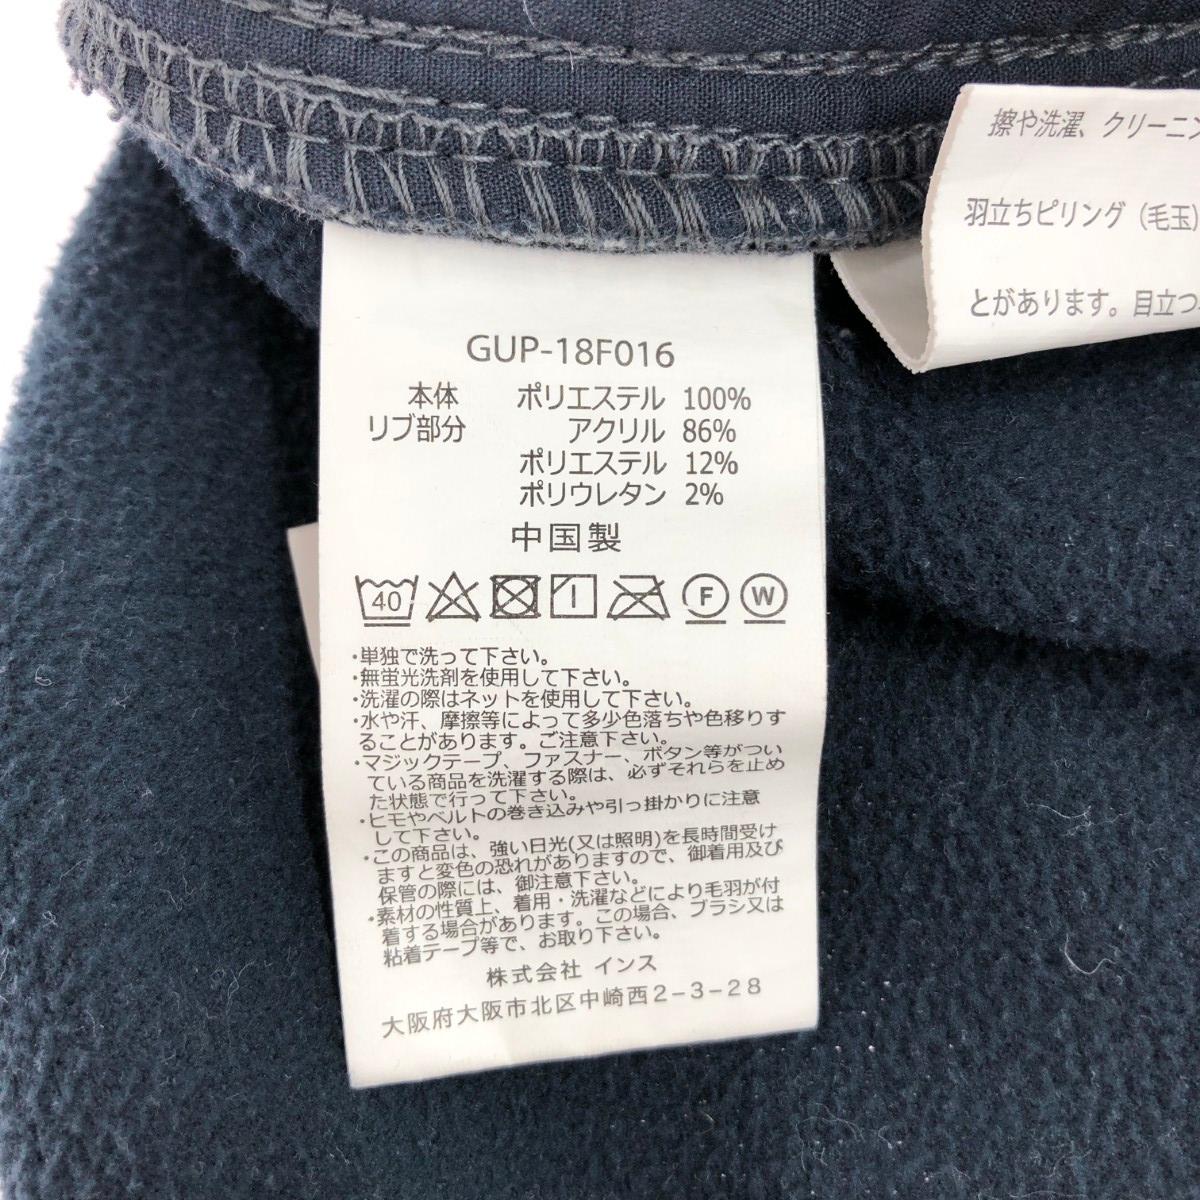 GUP-18F016
本体 ポリエステル 100%
リブ部分 アクリル 86%
ポリエステル 12%
ポリウレタン 2%
中国製
40 F W
・単独で洗って下さい。
・無蛍光洗剤を使用して下さい。
・洗濯の際はネットを使用して下さい。
・水や汗、摩擦等によって多少色落ちや色移りす
ることがあります。ご注意下さい。
・マジックテープ、ファスナー、ボタン等がつい
ている商品を洗濯する際は、必ずそれらを止め
た状態で行って下さい。
・ヒモやベルトの巻き込みや引っ掛かりに注意
して下さい。
・この商品は、強い日光(又は照明)を長時間受け
ますと変色の恐れがありますので、御着用及び
保管の際には、御注意下さい。
・素材の性質上、着用・洗濯などにより毛羽が付
着する場合があります。この場合、ブラシ又は
粘着テープ等で、お取り下さい。
株式会社 インス
大阪府大阪市北区中崎西2-3-28
擦や洗濯、クリーニン
羽立ちピリング（毛玉）
とがあります。目立つ